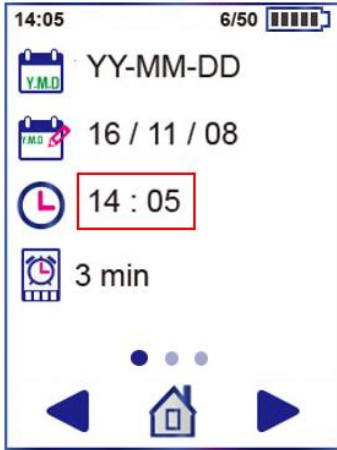 14:05 6/50
Y.M.D YY-MM-DD
Y.M.D 16 / 11 / 08
14 : 05
3 min